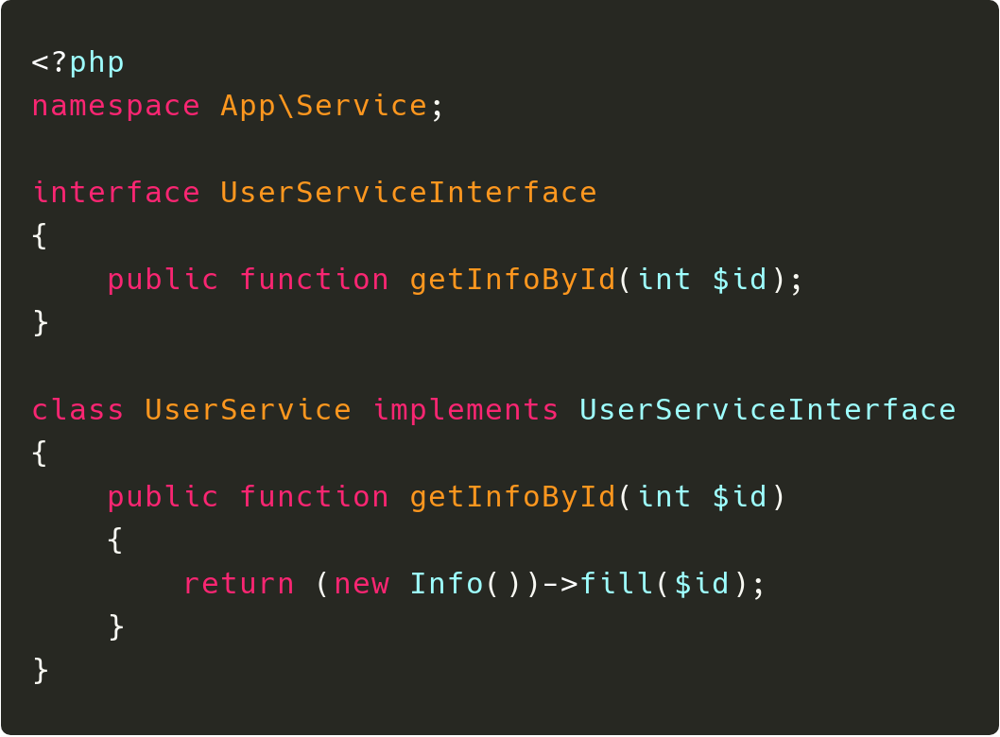 <?php
namespace App\Service;

interface UserServiceInterface
{
    public function getInfoById(int $id);
}

class UserService implements UserServiceInterface
{
    public function getInfoById(int $id)
    {
        return (new Info())->fill($id);
    }
}